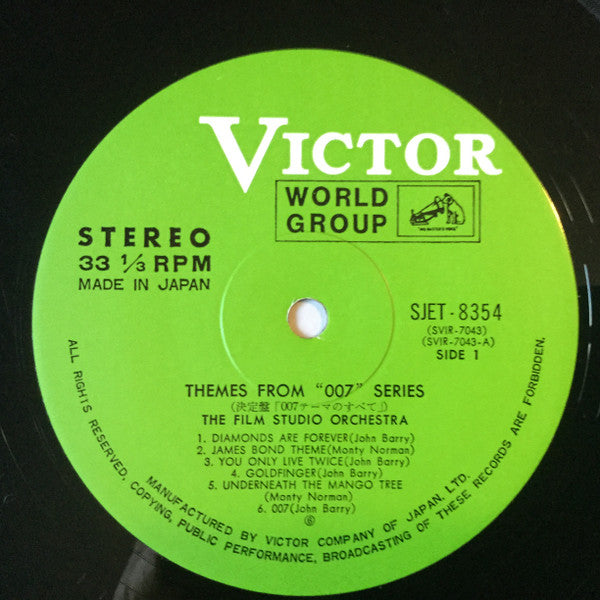 VICTOR
WORLD
GROUP
"HIS MASTER'S VOICE"
STEREO
33 ⅓ RPM
MADE IN JAPAN
SJET-8354
(SVIR-7043)
(SVIR-7043-A)
SIDE 1
THEMES FROM "007" SERIES
(決定盤「007テーマのすべて」)
THE FILM STUDIO ORCHESTRA
1. DIAMONDS ARE FOREVER(John Barry)
2. JAMES BOND THEME(Monty Norman)
3. YOU ONLY LIVE TWICE(John Barry)
4. GOLDFINGER(John Barry)
5. UNDERNEATH THE MANGO TREE
(Monty Norman)
6. 007(John Barry)
MANUFACTURED BY VICTOR COMPANY OF JAPAN, LTD.
ALL RIGHTS RESERVED. COPYING, PUBLIC PERFORMANCE, BROADCASTING OF THESE RECORDS ARE FORBIDDEN.